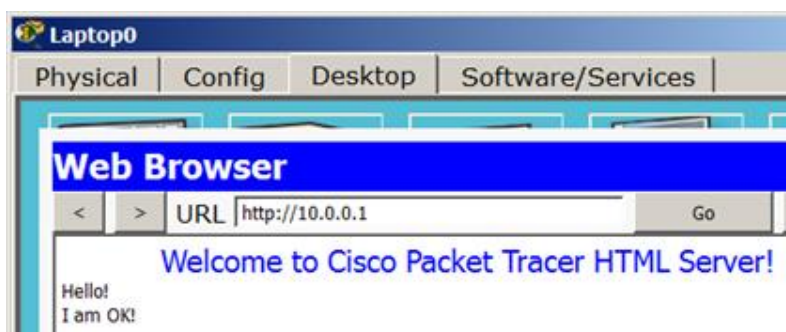 Laptop0
Physical Config Desktop Software/Services
Web Browser
< > URL http://10.0.0.1 Go
Welcome to Cisco Packet Tracer HTML Server!
Hello!
I am OK!